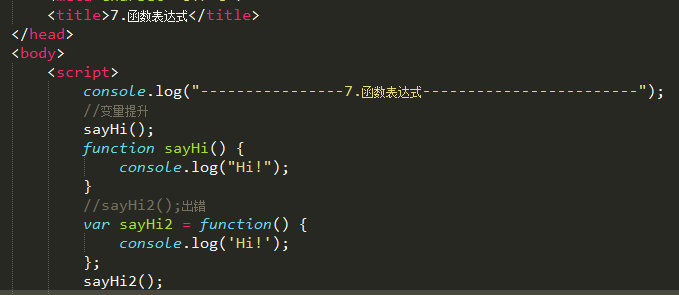 <title>7.函数表达式</title>
</head>
<body>
<script>
console.log("----------------7.函数表达式------------------------");
//变量提升
sayHi();
function sayHi() {
console.log("Hi!");
}
//sayHi2();出错
var sayHi2 = function() {
console.log('Hi!');
};
sayHi2();